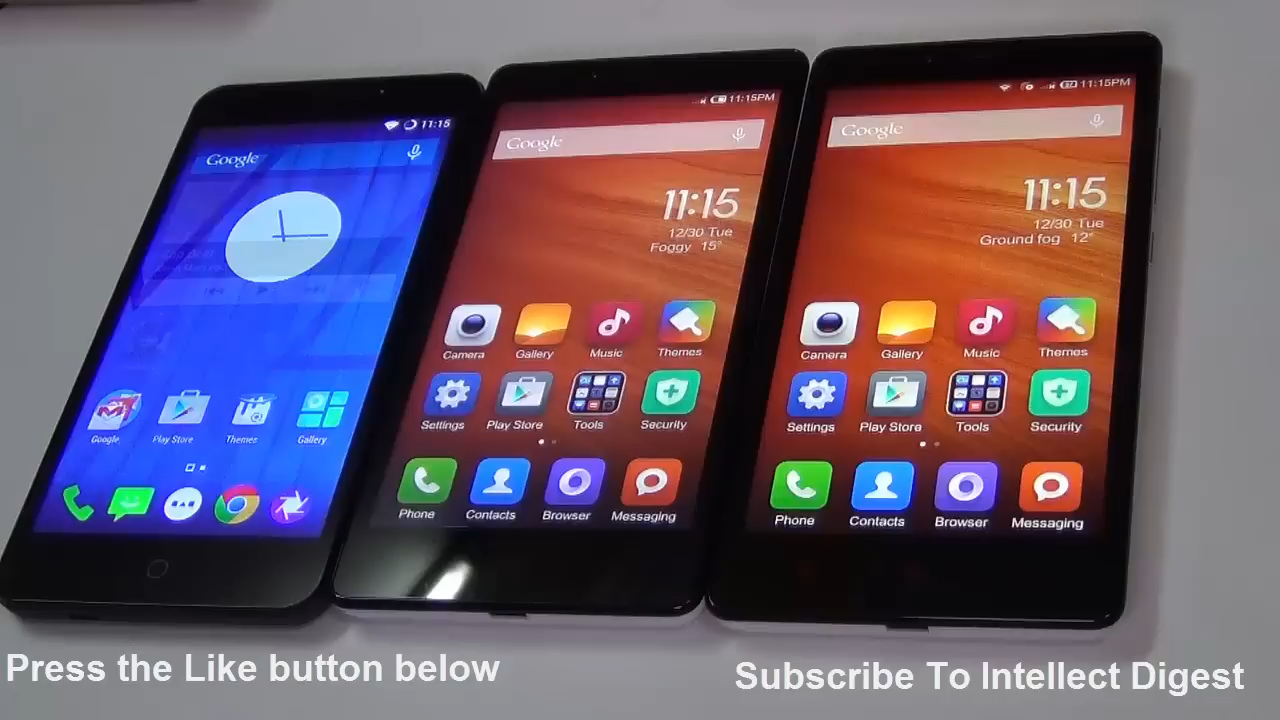 11:15
Google
Google
Play Store
Themes
Gallery
11:15PM
Google
11:15
12/30 Tue
Foggy 15°
Camera
Gallery
Music
Themes
Settings
Play Store
Tools
Security
Phone
Contacts
Browser
Messaging
11:15PM
Google
11:15
12/30 Tue
Ground fog 12°
Camera
Gallery
Music
Themes
Settings
Play Store
Tools
Security
Phone
Contacts
Browser
Messaging
Press the Like button below
Subscribe To Intellect Digest